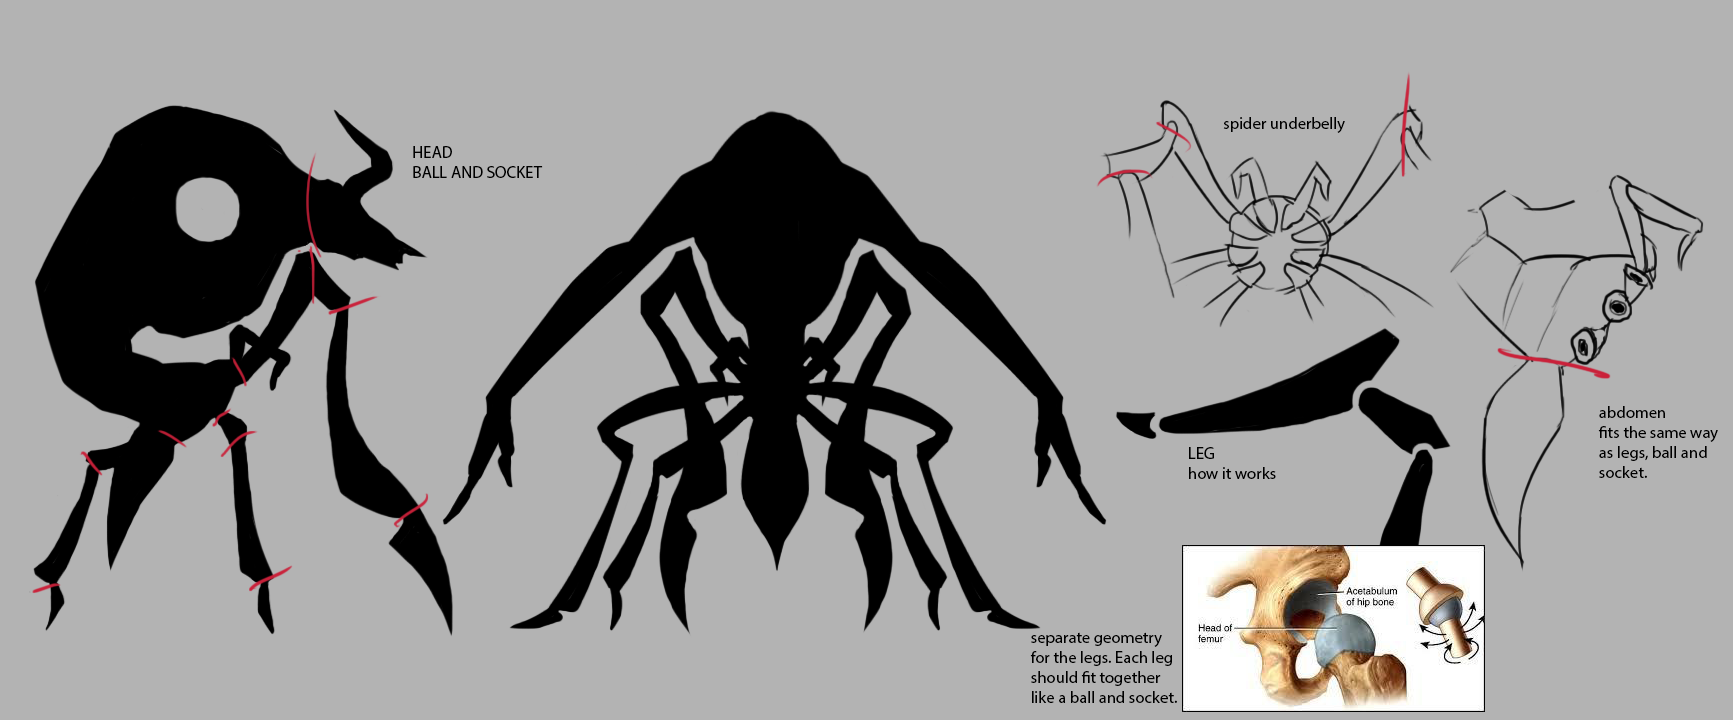 HEAD
BALL AND SOCKET
spider underbelly
LEG
how it works
abdomen
fits the same way
as legs, ball and
socket.
separate geometry
for the legs. Each leg
should fit together
like a ball and socket.
Acetabulum
of hip bone
Head of
femur